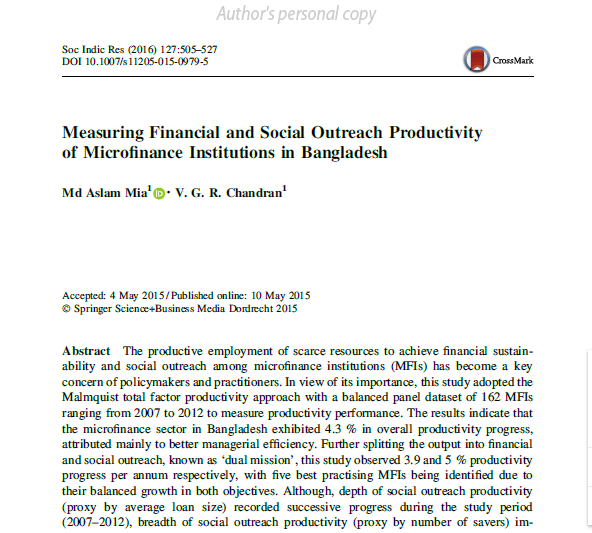 Author's personal copy
Soc Indic Res (2016) 127:505–527
DOI 10.1007/s11205-015-0979-5
CrossMark
Measuring Financial and Social Outreach Productivity
of Microfinance Institutions in Bangladesh
Md Aslam Mia1 iD · V. G. R. Chandran1
Accepted: 4 May 2015 / Published online: 10 May 2015
© Springer Science+Business Media Dordrecht 2015
Abstract The productive employment of scarce resources to achieve financial sustain-
ability and social outreach among microfinance institutions (MFIs) has become a key
concern of policymakers and practitioners. In view of its importance, this study adopted the
Malmquist total factor productivity approach with a balanced panel dataset of 162 MFIs
ranging from 2007 to 2012 to measure productivity performance. The results indicate that
the microfinance sector in Bangladesh exhibited 4.3 % in overall productivity progress,
attributed mainly to better managerial efficiency. Further splitting the output into financial
and social outreach, known as ‘dual mission’, this study observed 3.9 and 5 % productivity
progress per annum respectively, with five best practising MFIs being identified due to
their balanced growth in both objectives. Although, depth of social outreach productivity
(proxy by average loan size) recorded successive progress during the study period
(2007–2012), breadth of social outreach productivity (proxy by number of savers) im-